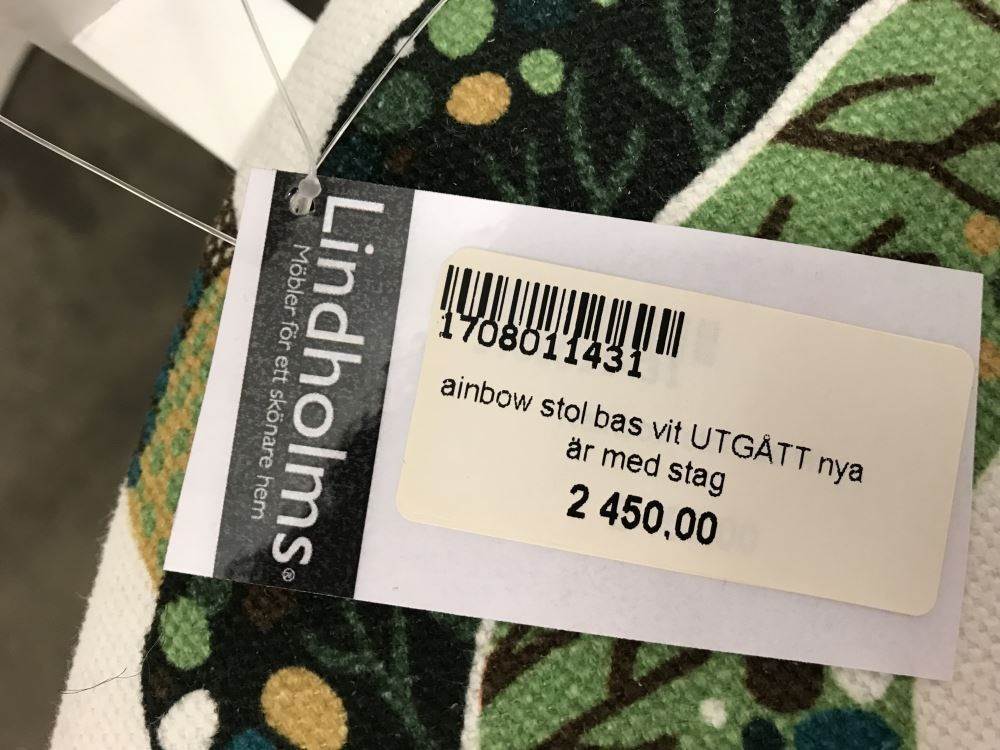 Lindholms®
Möbler för ett skönare hem
1708011431
ainbow stol bas vit UTGÅTT nya
är med stag
2 450,00